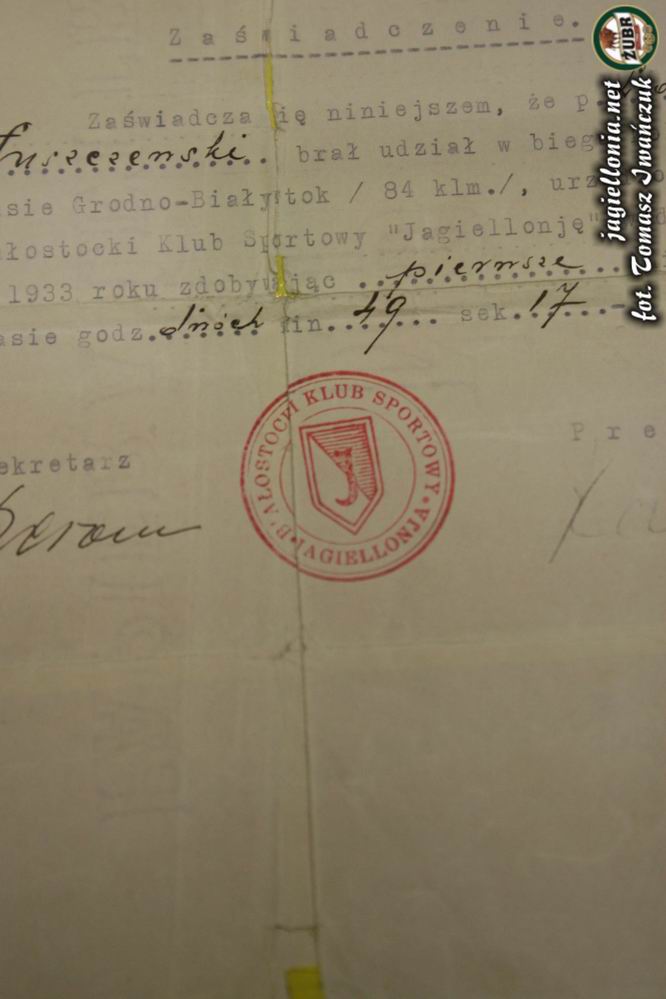 Zaświadczenie.
Zaświadcza się niniejszem, że p.
brał udział w bieg
sie Grodno-Białystok / 84 klm./, urz
łostocki Klub Sportowy "Jagiellonję"
1933 roku zdobywając pierwsze
asie godz. dwóch min. 49 sek. 17
Pre
ekretarz
BIAŁOSTOCKI KLUB SPORTOWY
JAGIELLONJA
ŻUBR
jagiellonia.net
fot. Tomasz Iwańczuk